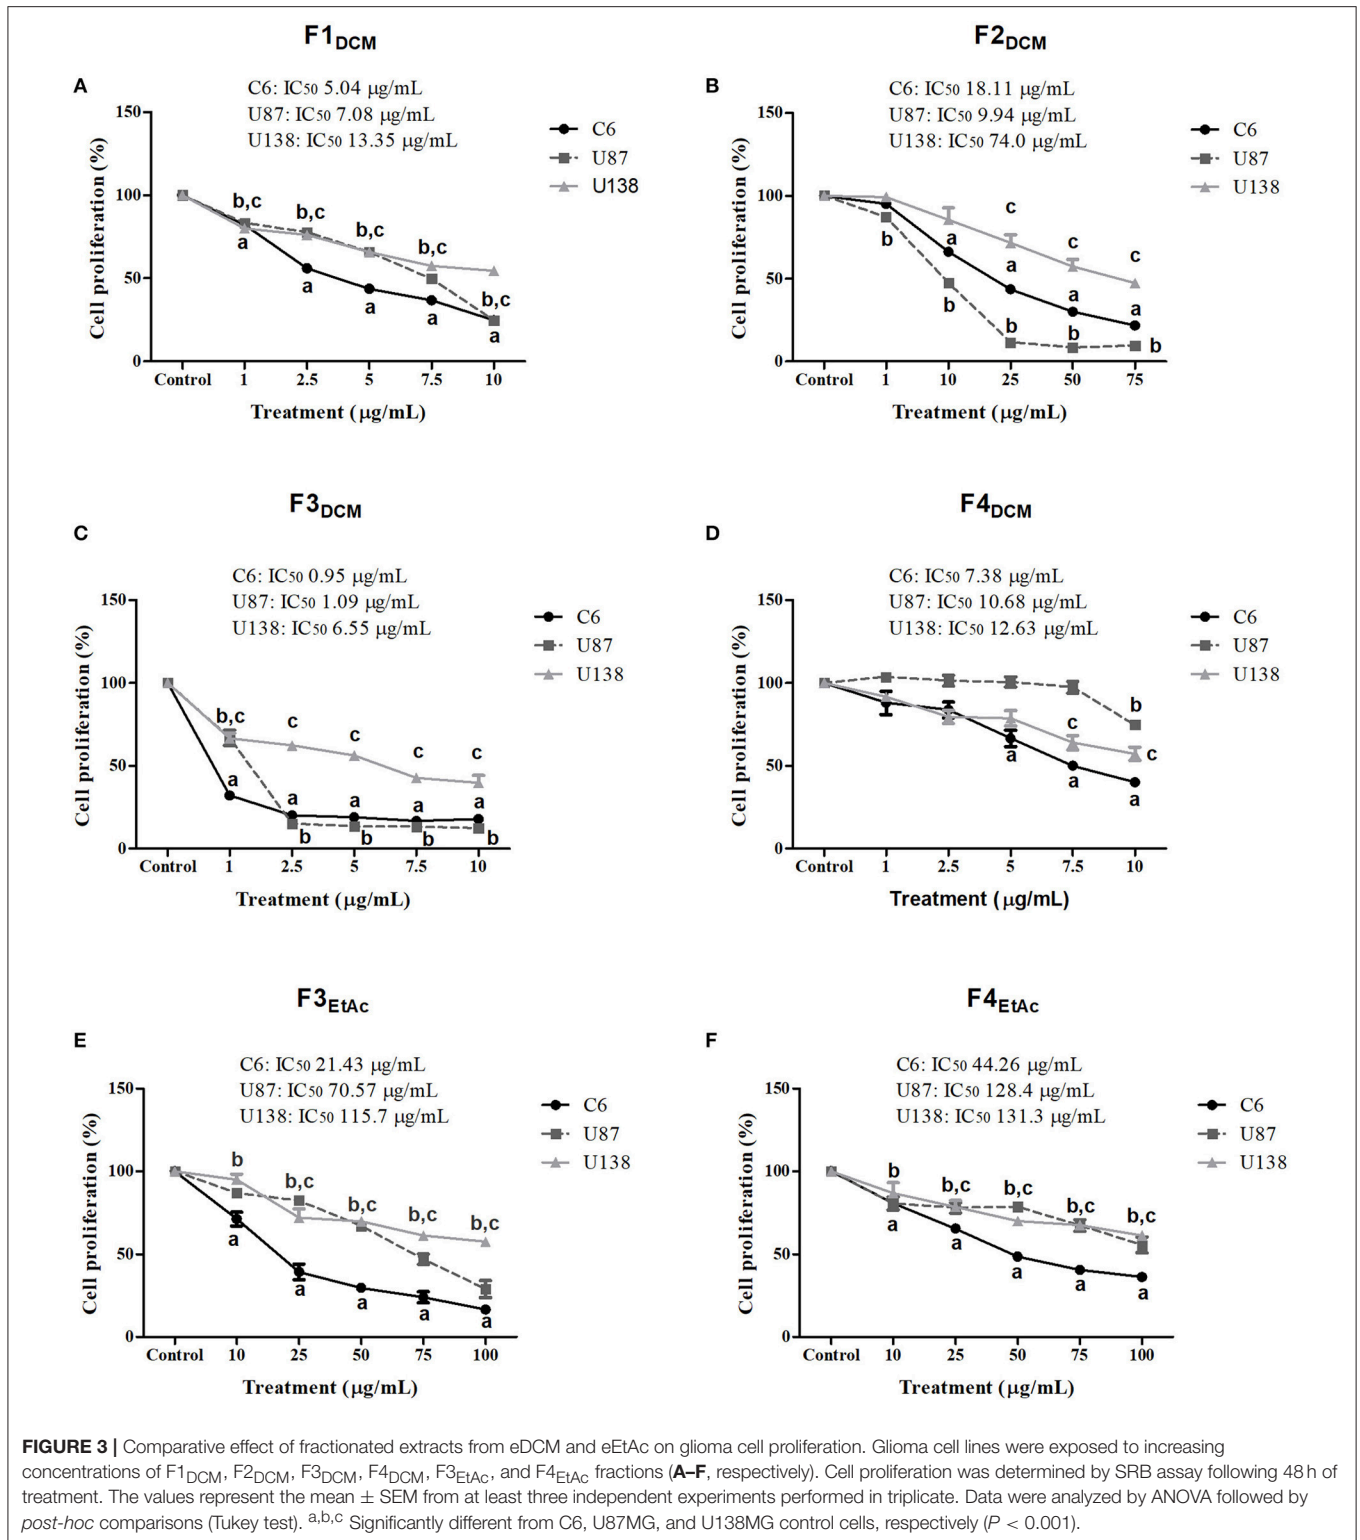 F1DCM
A
C6: IC50 5.04 µg/mL
U87: IC50 7.08 µg/mL
U138: IC50 13.35 µg/mL
Cell proliferation (%)
150
100
50
0
b,c
b,c
b,c
b,c
b,c
a
a
a
a
a
C6
U87
U138
Control 1 2.5 5 7.5 10
Treatment (µg/mL)
F2DCM
B
C6: IC50 18.11 µg/mL
U87: IC50 9.94 µg/mL
U138: IC50 74.0 µg/mL
Cell proliferation (%)
150
100
50
0
c
c
c
a
a
a
a
b
b
b
b
b
C6
U87
U138
Control 1 10 25 50 75
Treatment (µg/mL)
F3DCM
C
C6: IC50 0.95 µg/mL
U87: IC50 1.09 µg/mL
U138: IC50 6.55 µg/mL
Cell proliferation (%)
150
100
50
0
b,c
c
c
c
c
a
a
a
a
a
b
b
b
b
C6
U87
U138
Control 1 2.5 5 7.5 10
Treatment (µg/mL)
F4DCM
D
C6: IC50 7.38 µg/mL
U87: IC50 10.68 µg/mL
U138: IC50 12.63 µg/mL
Cell proliferation (%)
150
100
50
0
b
c
c
a
a
a
C6
U87
U138
Control 1 2.5 5 7.5 10
Treatment (µg/mL)
F3EtAc
E
C6: IC50 21.43 µg/mL
U87: IC50 70.57 µg/mL
U138: IC50 115.7 µg/mL
Cell proliferation (%)
150
100
50
0
b
b,c
b,c
b,c
b,c
a
a
a
a
a
C6
U87
U138
Control 10 25 50 75 100
Treatment (µg/mL)
F4EtAc
F
C6: IC50 44.26 µg/mL
U87: IC50 128.4 µg/mL
U138: IC50 131.3 µg/mL
Cell proliferation (%)
150
100
50
0
b
b,c
b,c
b,c
b,c
a
a
a
a
a
C6
U87
U138
Control 10 25 50 75 100
Treatment (µg/mL)
FIGURE 3 | Comparative effect of fractionated extracts from eDCM and eEtAc on glioma cell proliferation. Glioma cell lines were exposed to increasing
concentrations of F1DCM, F2DCM, F3DCM, F4DCM, F3EtAc, and F4EtAc fractions (A–F, respectively). Cell proliferation was determined by SRB assay following 48 h of
treatment. The values represent the mean ± SEM from at least three independent experiments performed in triplicate. Data were analyzed by ANOVA followed by
post-hoc comparisons (Tukey test). a,b,c Significantly different from C6, U87MG, and U138MG control cells, respectively (P < 0.001).